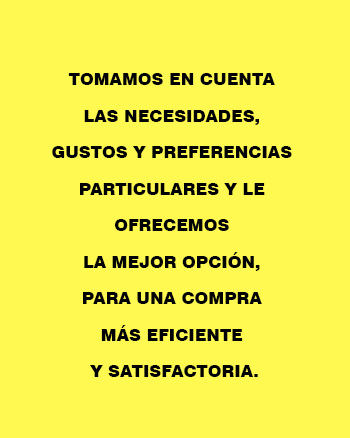 TOMAMOS EN CUENTA
LAS NECESIDADES,
GUSTOS Y PREFERENCIAS
PARTICULARES Y LE
OFRECEMOS
LA MEJOR OPCIÓN,
PARA UNA COMPRA
MÁS EFICIENTE
Y SATISFACTORIA.